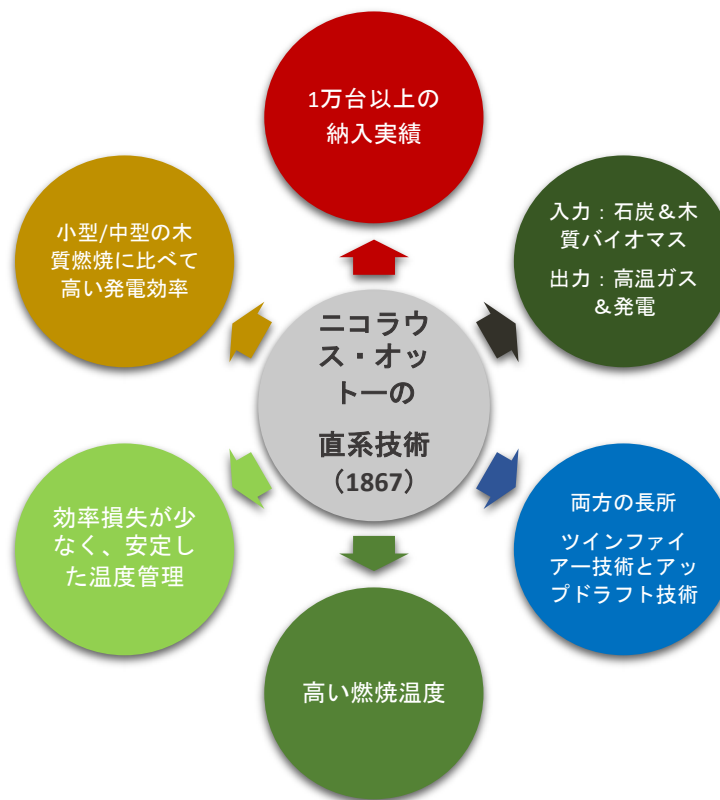 1万台以上の
納入実績
小型/中型の木
質燃焼に比べて
高い発電効率
入力：石炭＆木
質バイオマス
出力：高温ガス
＆発電
ニコラウ
ス・オッ
トーの
直系技術
（1867）
効率損失が少
なく、安定し
た温度管理
両方の長所
ツインファイ
アー技術とアッ
プドラフト技術
高い燃焼温度